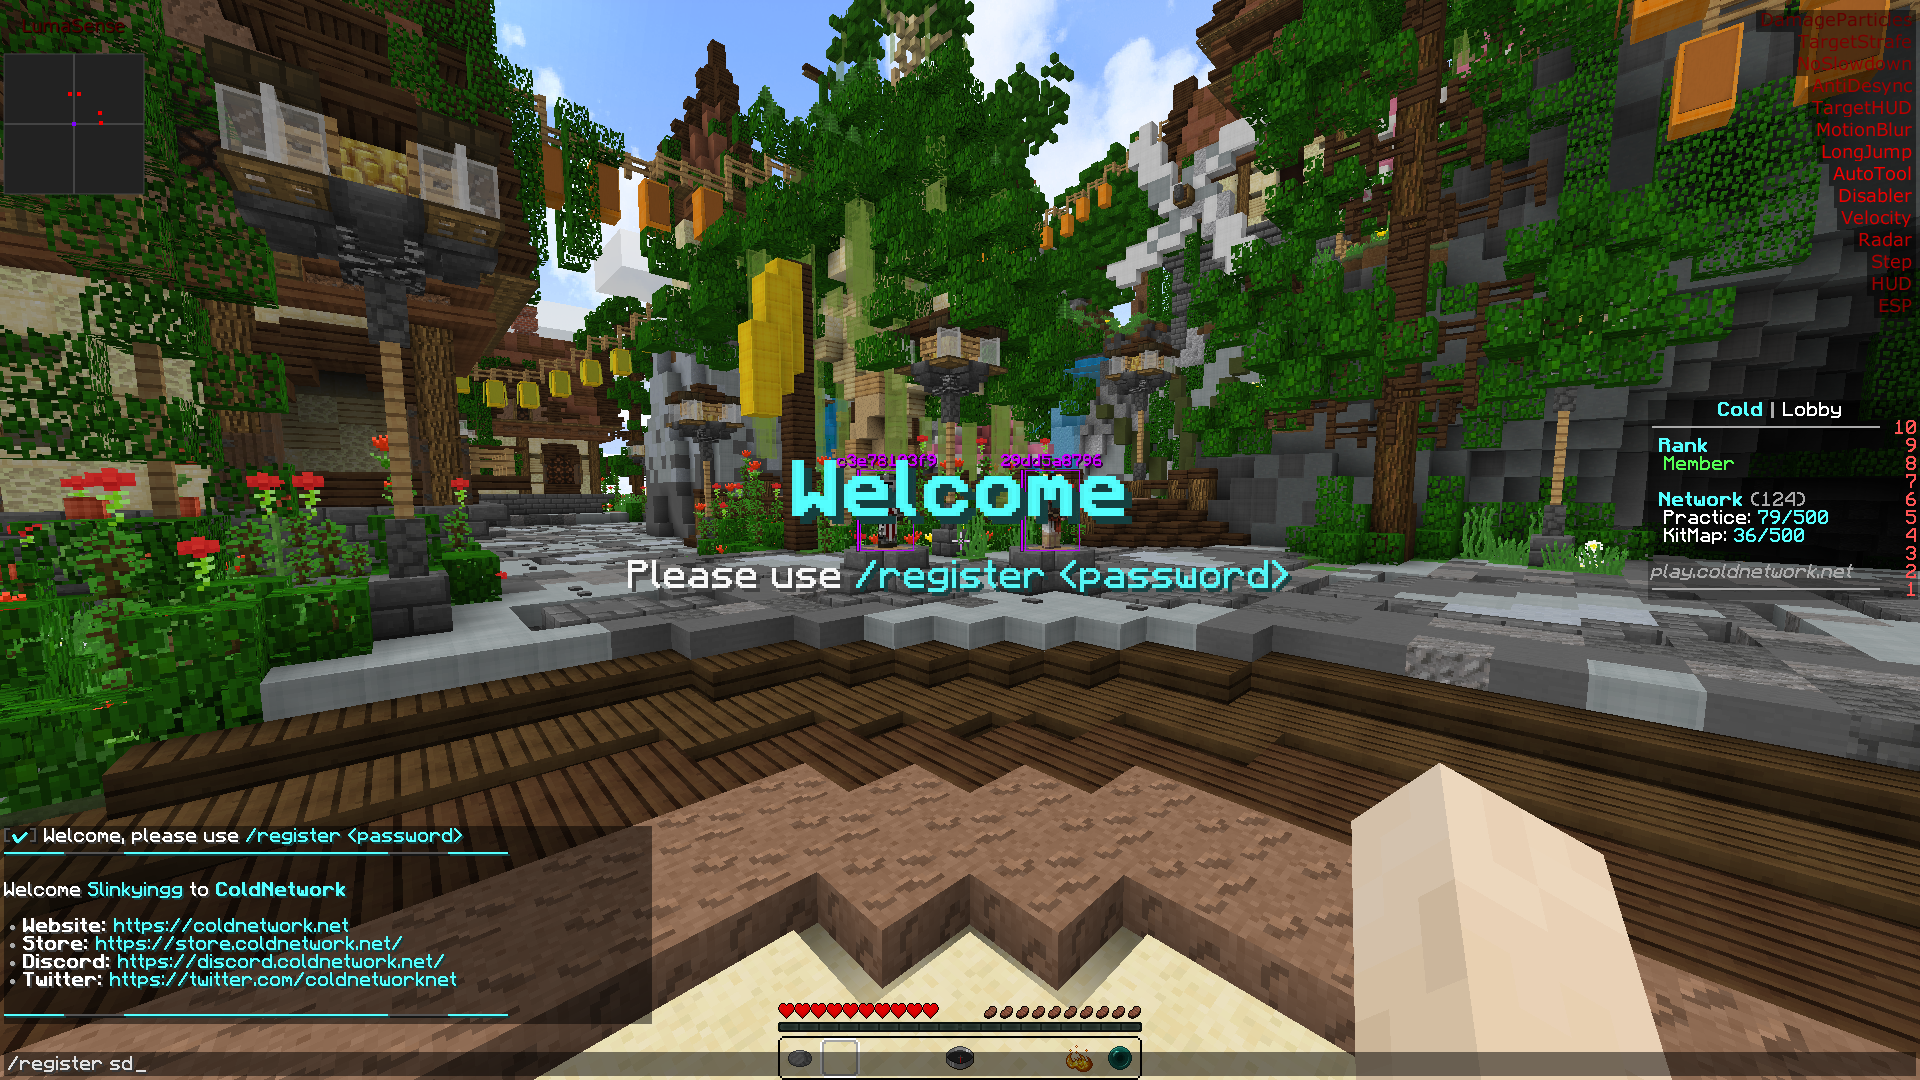 LumaSense
DamageParticles
TargetStrafe
NoSlowdown
AntiDesync
TargetHUD
MotionBlur
LongJump
AutoTool
Disabler
Velocity
Radar
Step
HUD
ESP
Cold | Lobby
10
Rank
9
Member
8
7
Network (124)
6
Practice: 79/500
5
KitMap: 36/500
4
3
play.coldnetwork.net
2
1
29dd5a8796
Welcome
Please use /register <password>
[✔] Welcome, please use /register <password>
Welcome Slinkyingg to ColdNetwork
• Website: https://coldnetwork.net
• Store: https://store.coldnetwork.net/
• Discord: https://discord.coldnetwork.net/
• Twitter: https://twitter.com/coldnetworknet
/register sd_